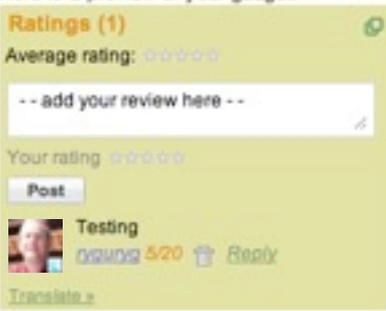 Ratings (1)
Average rating:
-- add your review here --
Your rating
Post
Testing
5/20 Reply
Translate »